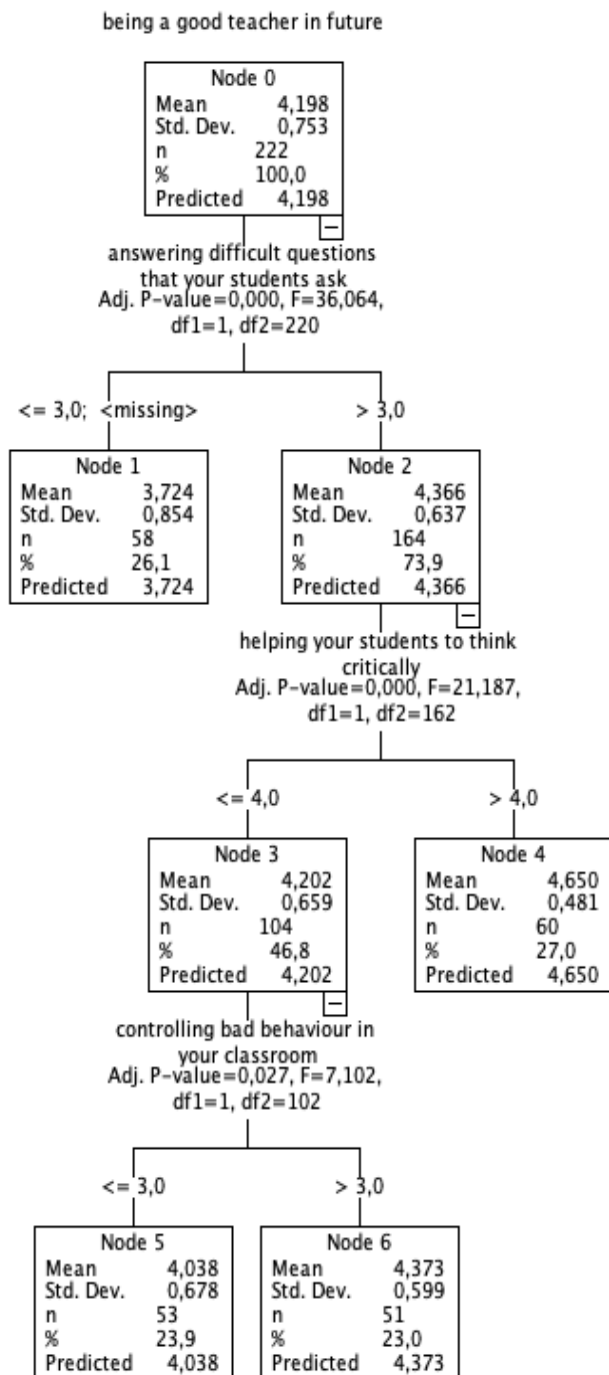 being a good teacher in future
Node 0
Mean 4,198
Std. Dev. 0,753
n 222
% 100,0
Predicted 4,198
answering difficult questions
that your students ask
Adj. P-value=0,000, F=36,064,
df1=1, df2=220
<= 3,0; <missing>
> 3,0
Node 1
Mean 3,724
Std. Dev. 0,854
n 58
% 26,1
Predicted 3,724
Node 2
Mean 4,366
Std. Dev. 0,637
n 164
% 73,9
Predicted 4,366
helping your students to think
critically
Adj. P-value=0,000, F=21,187,
df1=1, df2=162
<= 4,0
> 4,0
Node 3
Mean 4,202
Std. Dev. 0,659
n 104
% 46,8
Predicted 4,202
Node 4
Mean 4,650
Std. Dev. 0,481
n 60
% 27,0
Predicted 4,650
controlling bad behaviour in
your classroom
Adj. P-value=0,027, F=7,102,
df1=1, df2=102
<= 3,0
> 3,0
Node 5
Mean 4,038
Std. Dev. 0,678
n 53
% 23,9
Predicted 4,038
Node 6
Mean 4,373
Std. Dev. 0,599
n 51
% 23,0
Predicted 4,373